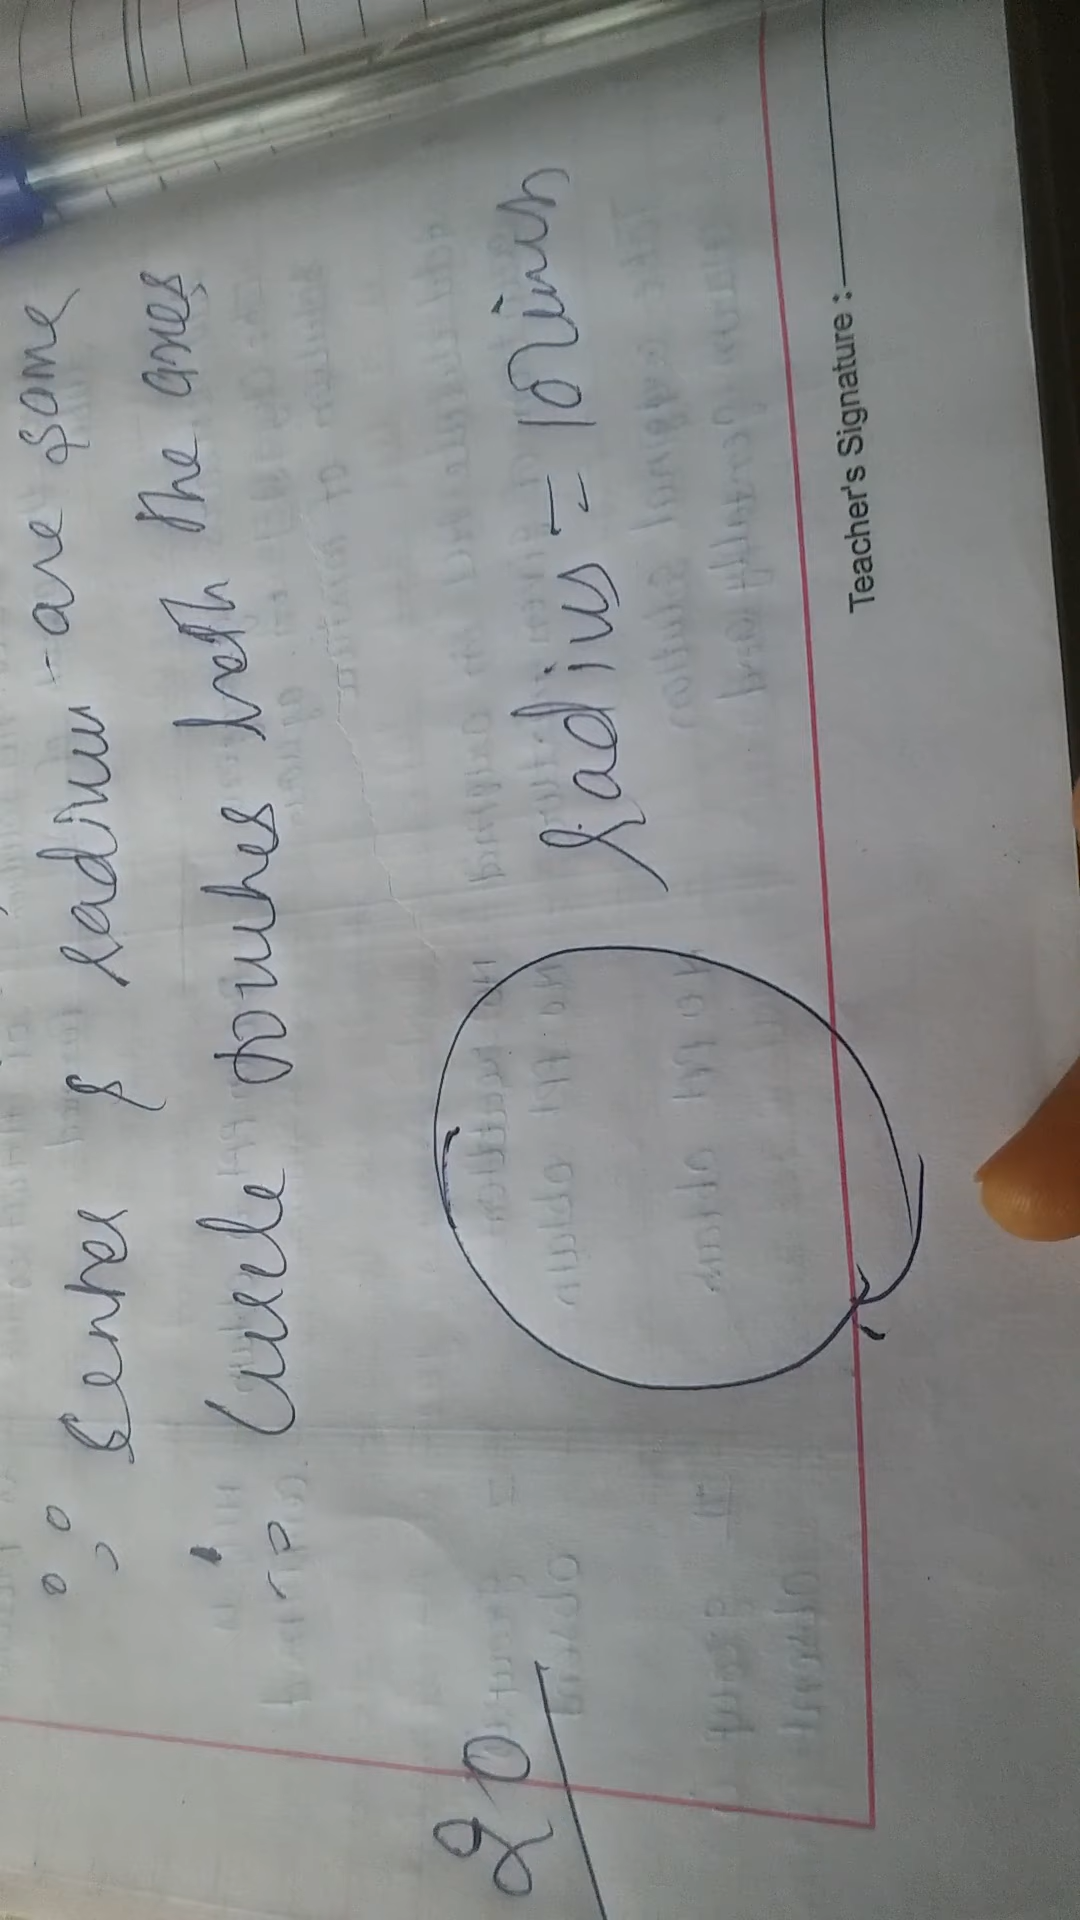 Center & radius are same
Circle touches both the axes
20
Radius = 10 inch
Teacher's Signature :